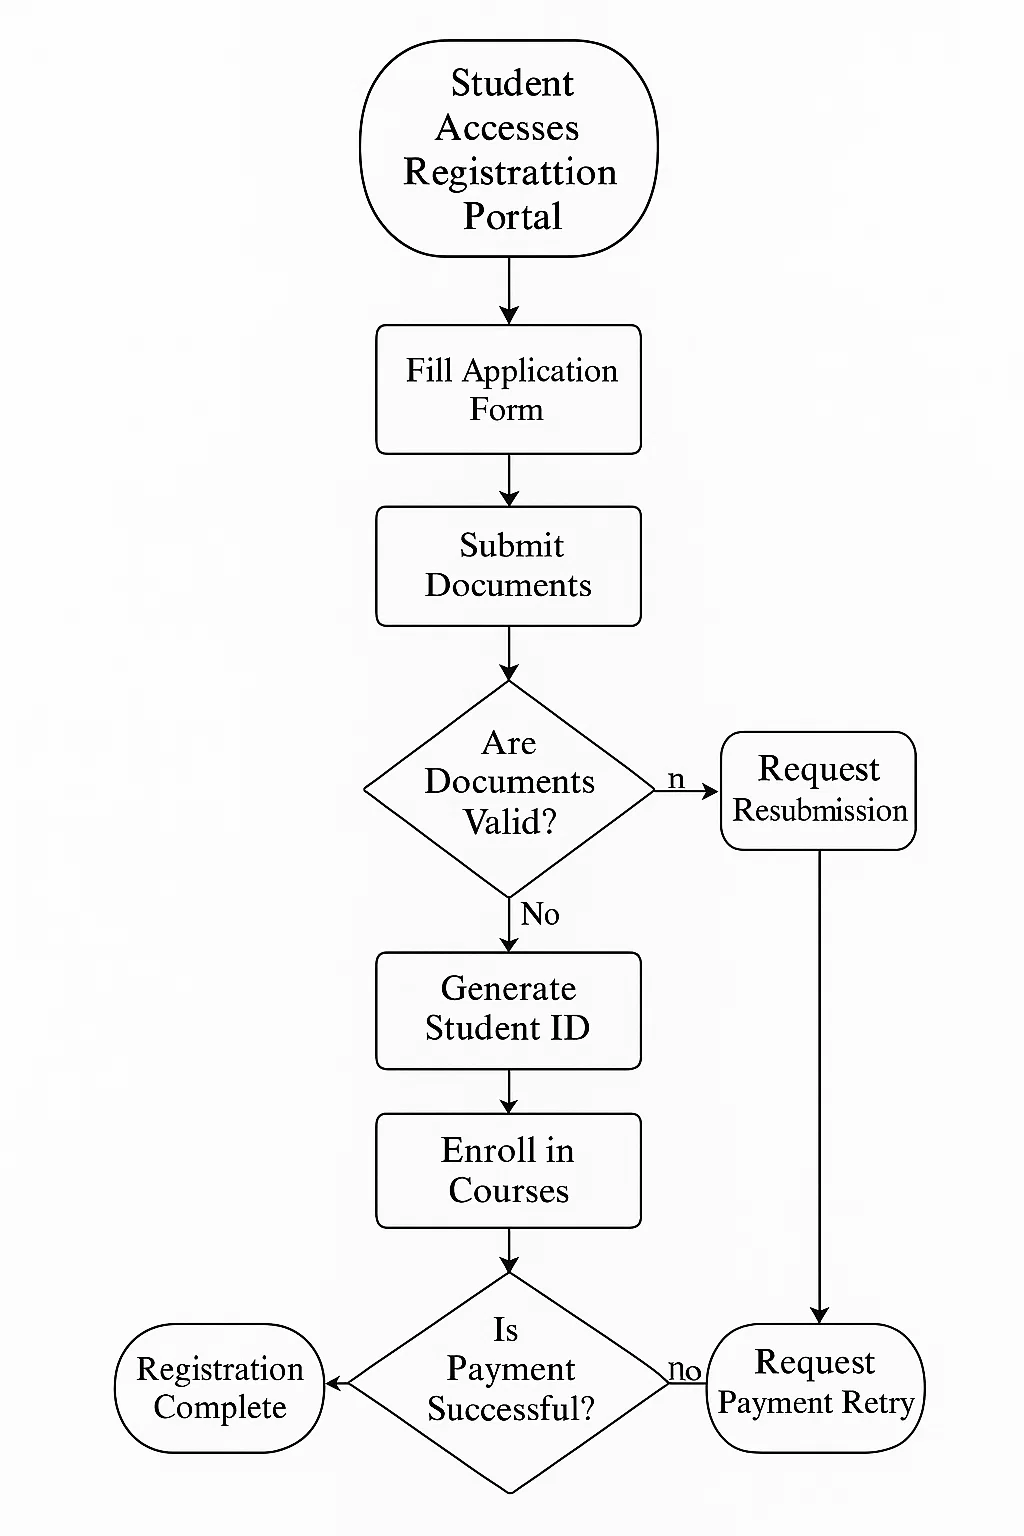 Student
Accesses
Registrattion
Portal
Fill Application
Form
Submit
Documents
Are
Documents
Valid?
n
Request
Resubmission
No
Generate
Student ID
Enroll in
Courses
Is
Payment
Successful?
no
Registration
Complete
Request
Payment Retry